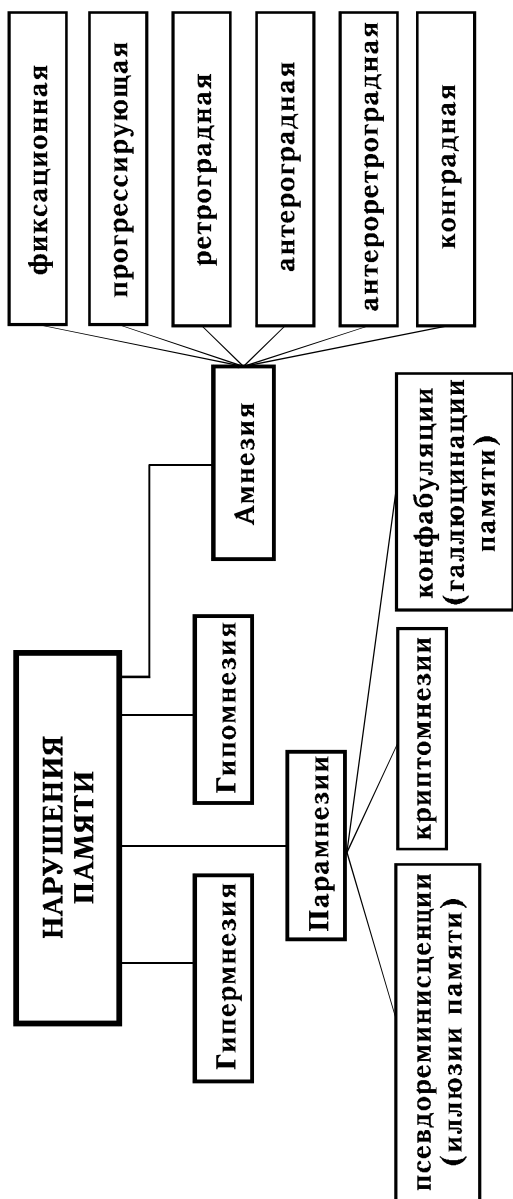 НАРУШЕНИЯ
ПАМЯТИ
Гипермнезия
Гипомнезия
Амнезия
Парамнезии
фиксационная
прогрессирующая
ретроградная
антероградная
антероретроградная
конградная
псевдореминисценции
(иллюзии памяти)
криптомнезии
конфабуляции
(галлюцинации
памяти)